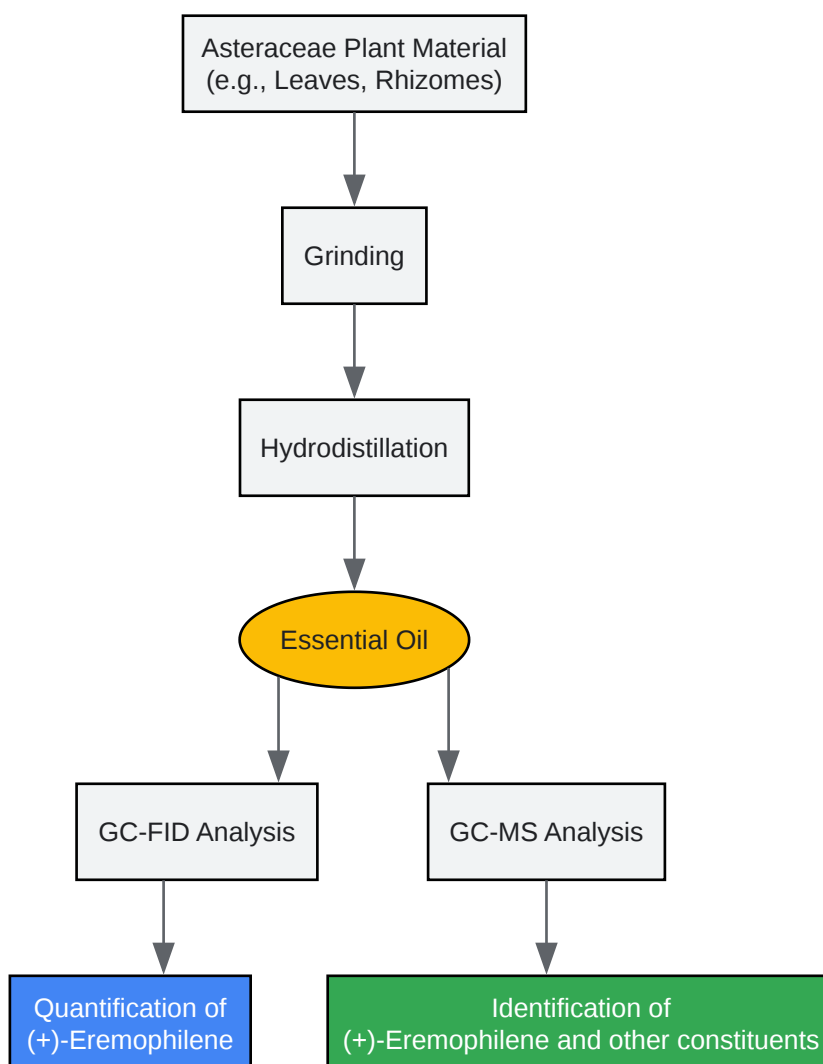 Asteraceae Plant Material
(e.g., Leaves, Rhizomes)
Grinding
Hydrodistillation
Essential Oil
GC-FID Analysis
GC-MS Analysis
Quantification of
(+)-Eremophilene
Identification of
(+)-Eremophilene and other constituents